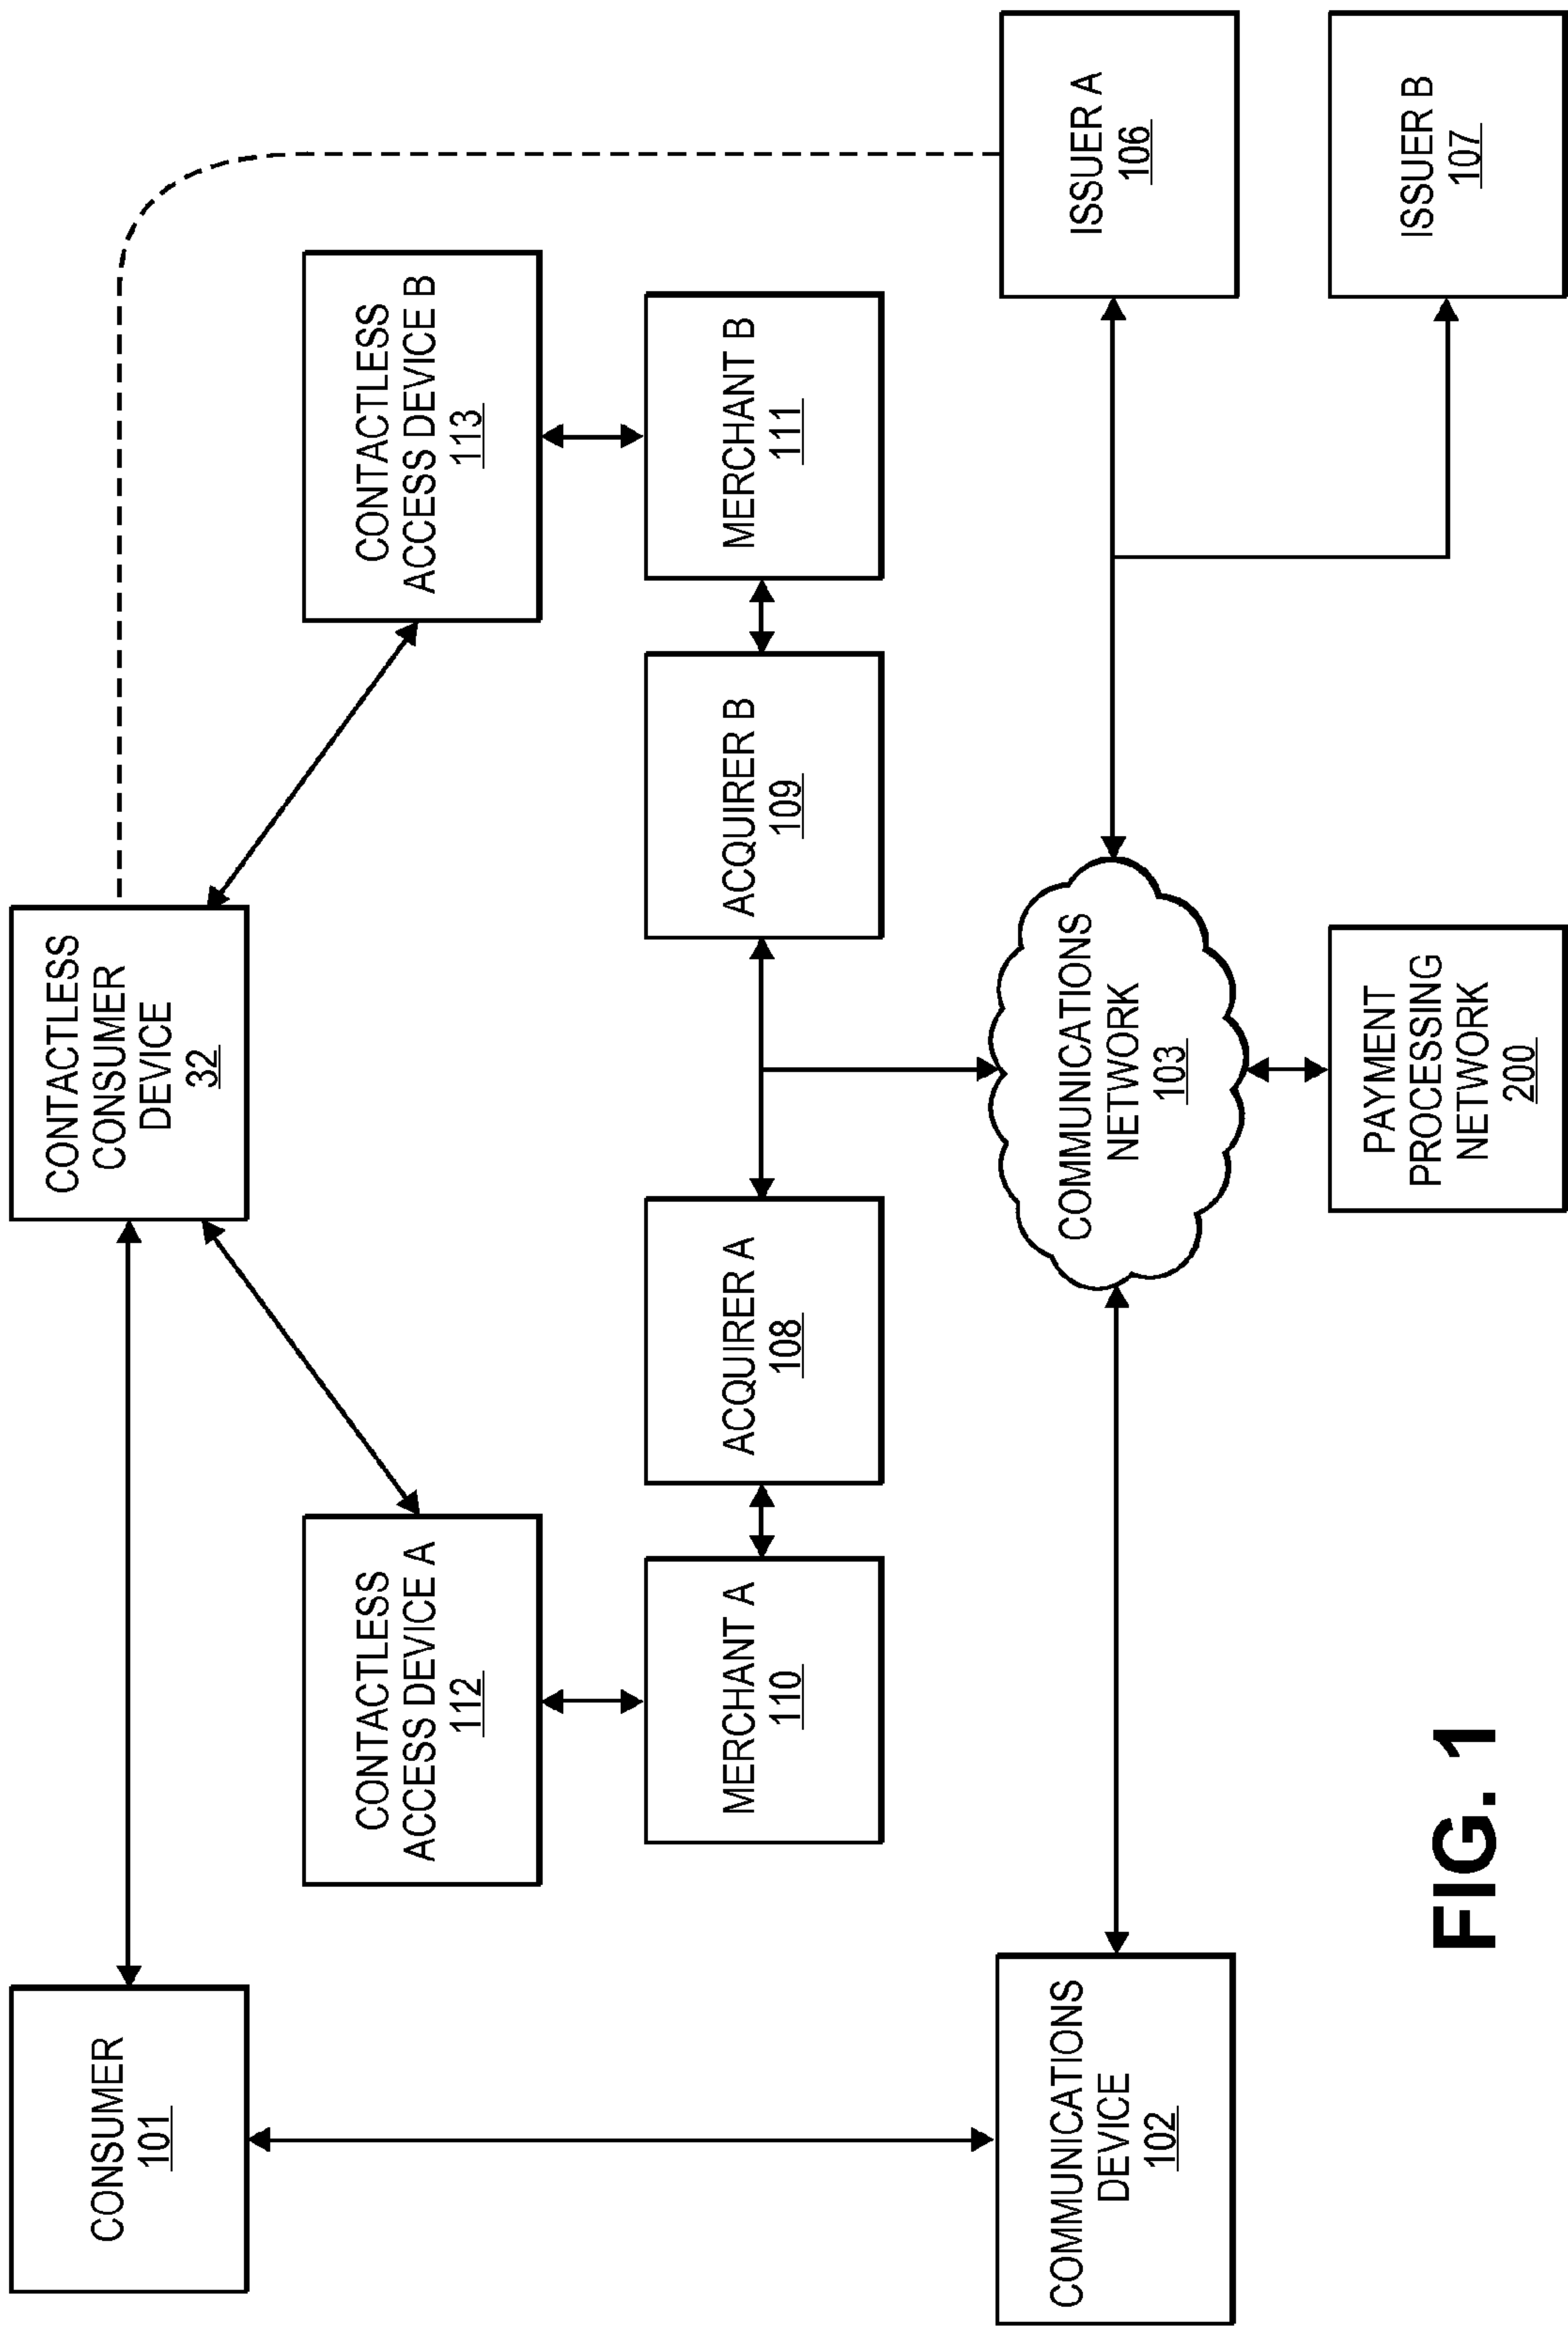 CONSUMER
101
CONTACTLESS
CONSUMER
DEVICE
32
CONTACTLESS
ACCESS DEVICE A
112
CONTACTLESS
ACCESS DEVICE B
113
MERCHANT A
110
ACQUIRER A
108
ACQUIRER B
109
MERCHANT B
111
COMMUNICATIONS
DEVICE
102
COMMUNICATIONS
NETWORK
103
ISSUER A
106
PAYMENT
PROCESSING
NETWORK
200
ISSUER B
107
FIG. 1